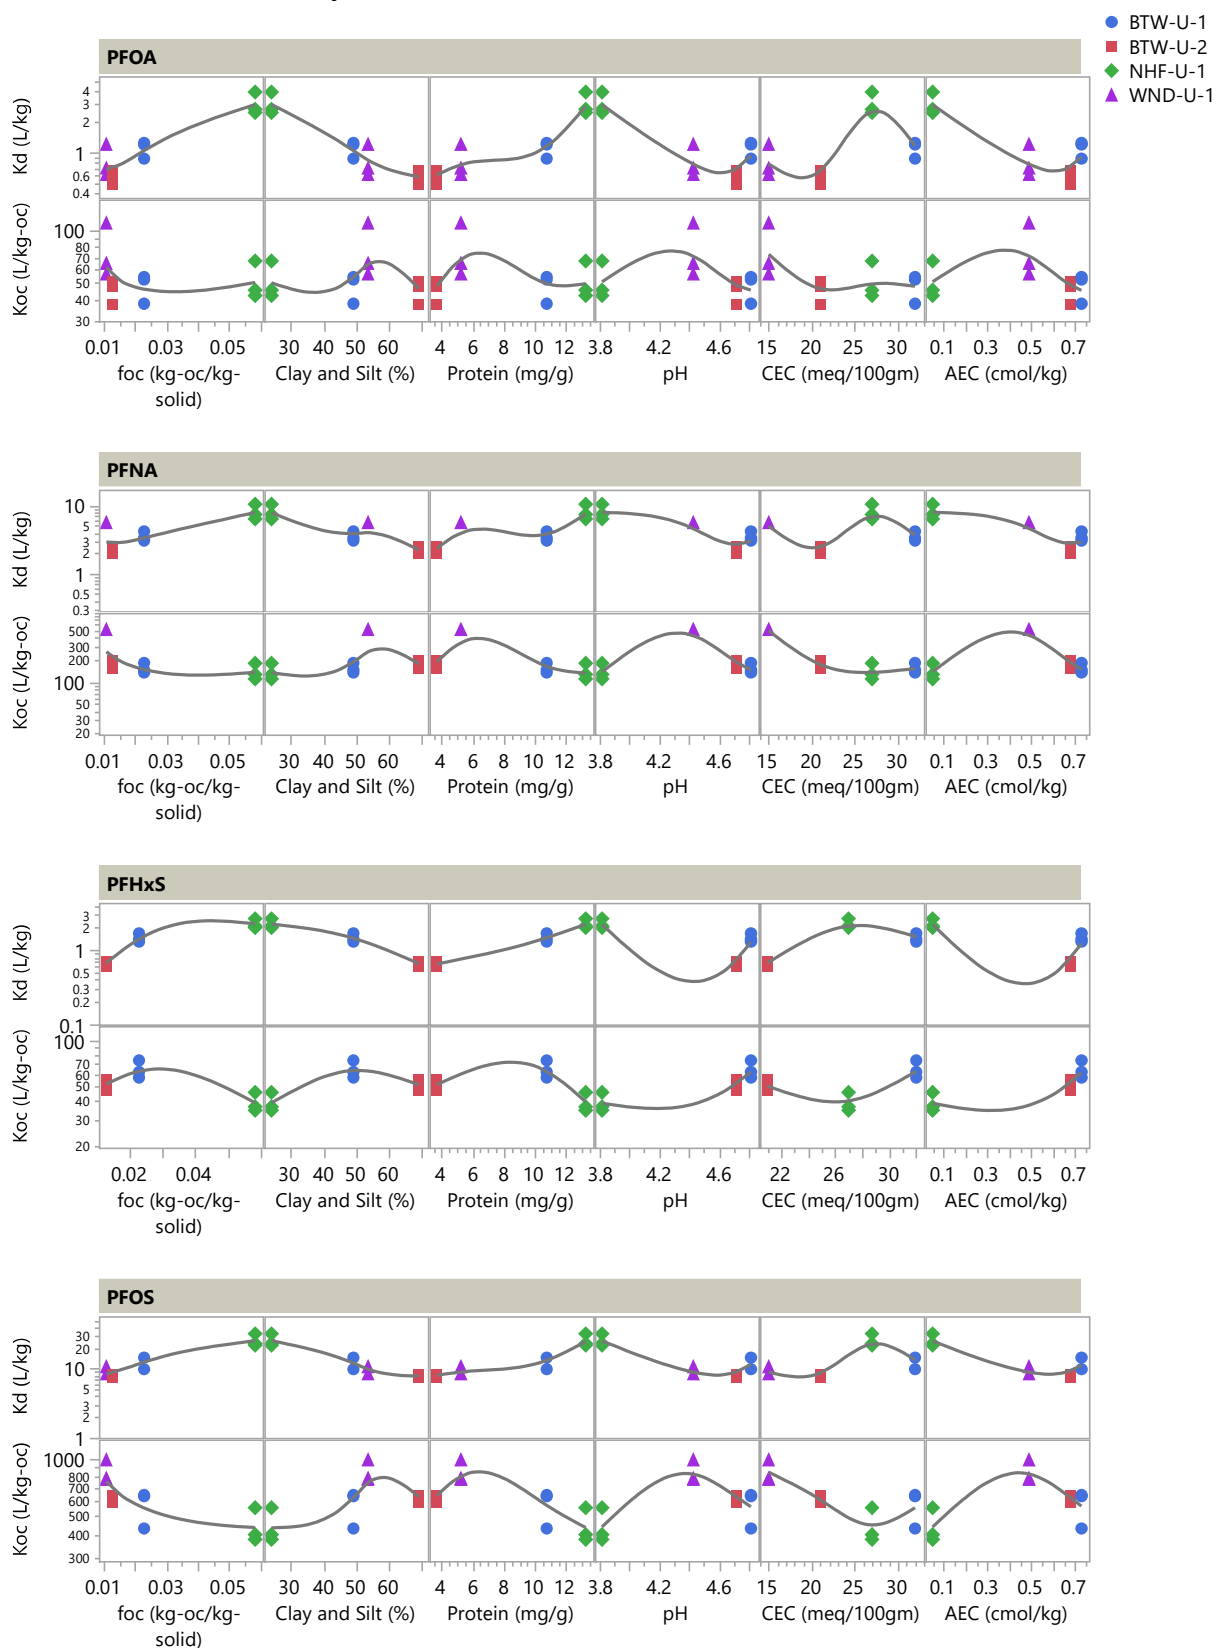 BTW-U-1
BTW-U-2
NHF-U-1
WND-U-1
PFOA
Kd (L/kg)
4
3
2
1
0.6
0.4
Koc (L/kg-oc)
100
80
70
60
50
40
30
0.01 0.03 0.05 30 40 50 60 4 6 8 10 12 3.8 4.2 4.6 15 20 25 30 0.1 0.3 0.5 0.7
foc (kg-oc/kg-solid) Clay and Silt (%) Protein (mg/g) pH CEC (meq/100gm) AEC (cmol/kg)
PFNA
Kd (L/kg)
10
5
3
2
1
0.5
0.3
Koc (L/kg-oc)
500
300
200
100
50
30
20
0.01 0.03 0.05 30 40 50 60 4 6 8 10 12 3.8 4.2 4.6 15 20 25 30 0.1 0.3 0.5 0.7
foc (kg-oc/kg-solid) Clay and Silt (%) Protein (mg/g) pH CEC (meq/100gm) AEC (cmol/kg)
PFHxS
Kd (L/kg)
3
2
1
0.5
0.3
0.2
0.1
Koc (L/kg-oc)
100
70
60
50
40
30
20
0.02 0.04 30 40 50 60 4 6 8 10 12 3.8 4.2 4.6 22 26 30 0.1 0.3 0.5 0.7
foc (kg-oc/kg-solid) Clay and Silt (%) Protein (mg/g) pH CEC (meq/100gm) AEC (cmol/kg)
PFOS
Kd (L/kg)
30
20
10
5
3
2
1
Koc (L/kg-oc)
1000
800
700
600
500
400
300
0.01 0.03 0.05 30 40 50 60 4 6 8 10 12 3.8 4.2 4.6 15 20 25 30 0.1 0.3 0.5 0.7
foc (kg-oc/kg-solid) Clay and Silt (%) Protein (mg/g) pH CEC (meq/100gm) AEC (cmol/kg)